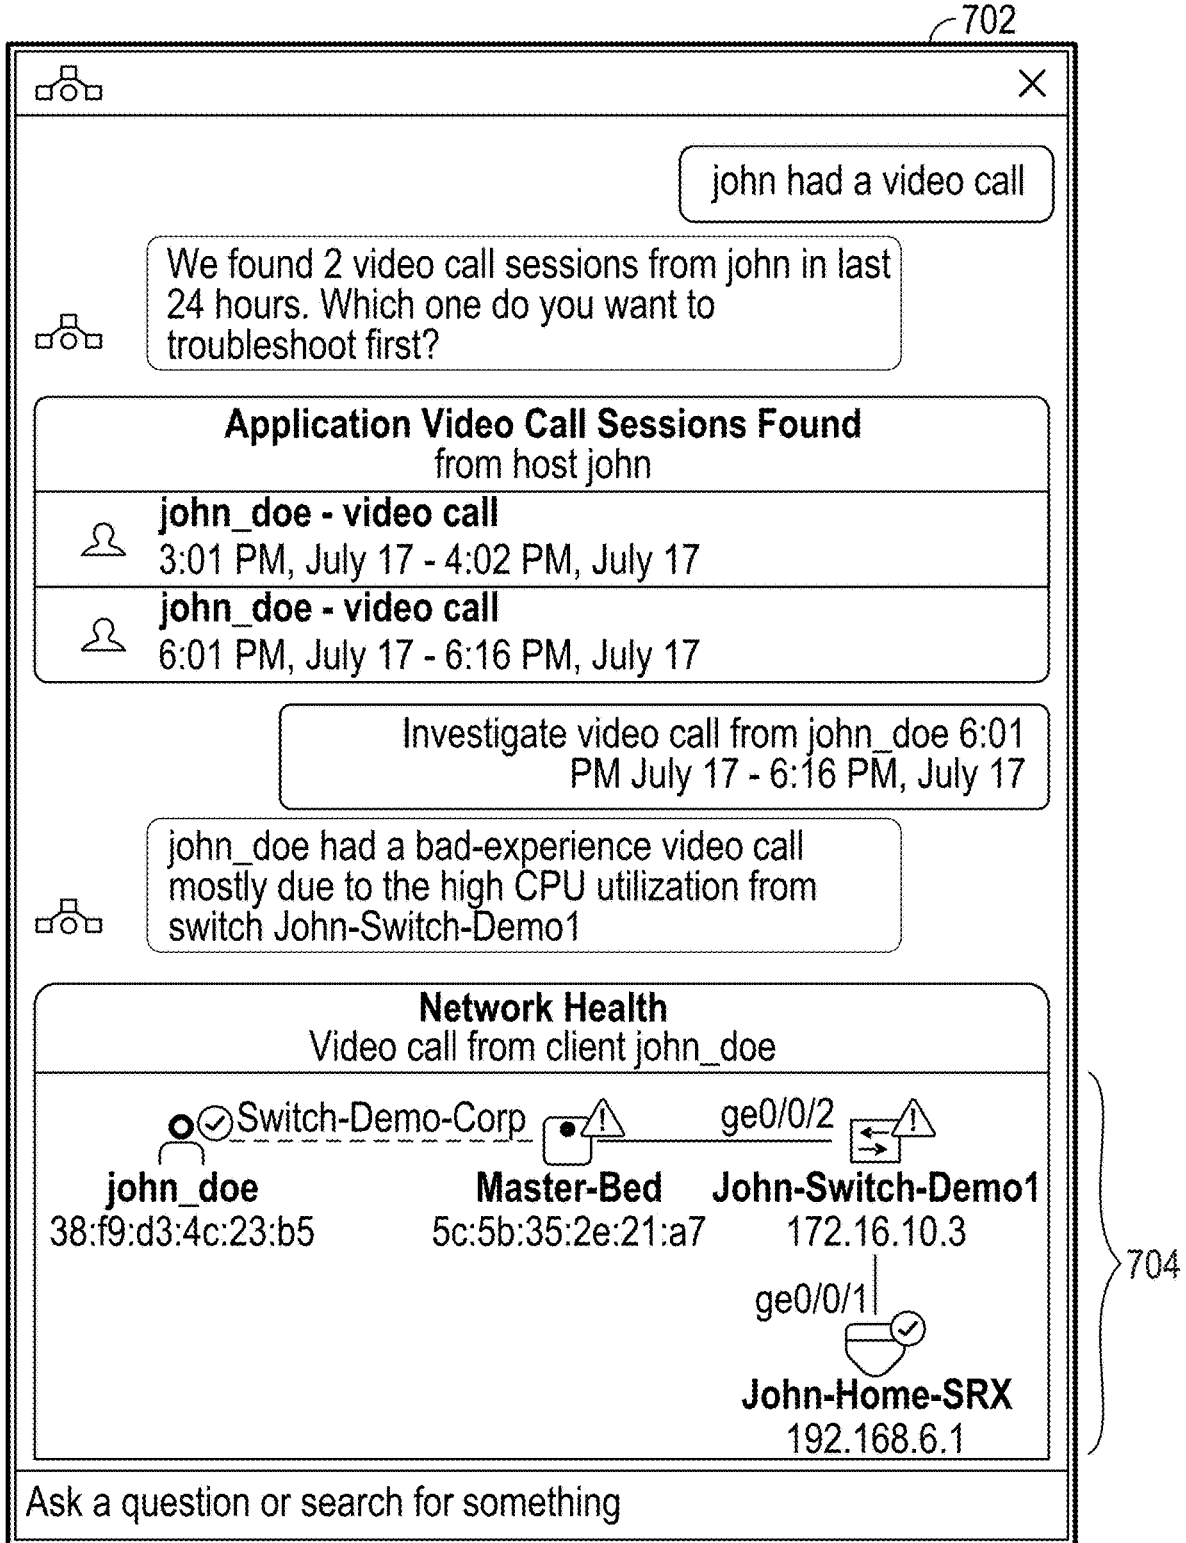 702
john had a video call
We found 2 video call sessions from john in last
24 hours. Which one do you want to
troubleshoot first?
Application Video Call Sessions Found
from host john
john_doe - video call
3:01 PM, July 17 - 4:02 PM, July 17
john_doe - video call
6:01 PM, July 17 - 6:16 PM, July 17
Investigate video call from john_doe 6:01
PM July 17 - 6:16 PM, July 17
john_doe had a bad-experience video call
mostly due to the high CPU utilization from
switch John-Switch-Demo1
Network Health
Video call from client john_doe
Switch-Demo-Corp ge0/0/2
john_doe Master-Bed John-Switch-Demo1
38:f9:d3:4c:23:b5 5c:5b:35:2e:21:a7 172.16.10.3
704
ge0/0/1
John-Home-SRX
192.168.6.1
Ask a question or search for something